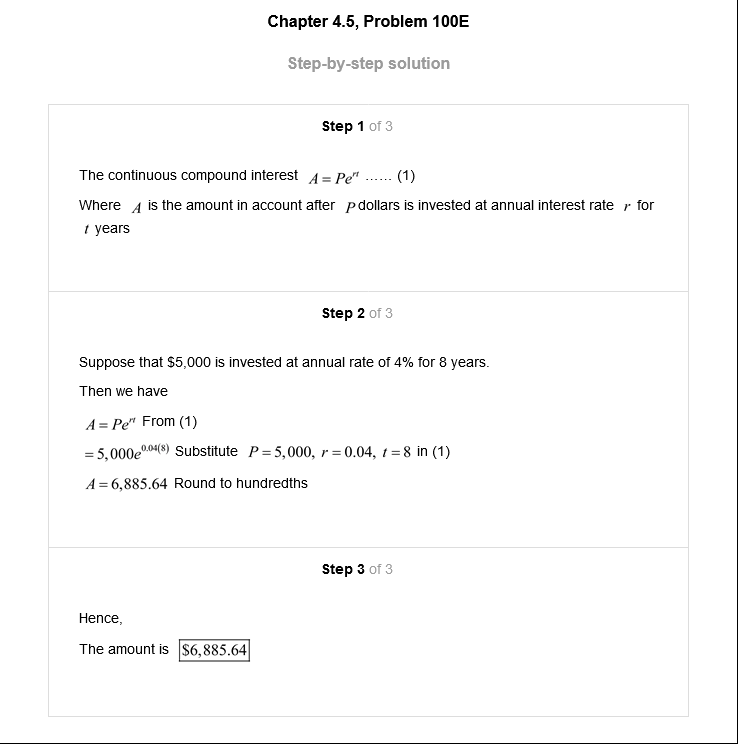 Chapter 4.5, Problem 100E
Step-by-step solution
Step 1 of 3
The continuous compound interest A = Pe^{rt} ...... (1)
Where A is the amount in account after P dollars is invested at annual interest rate r for
t years
Step 2 of 3
Suppose that $5,000 is invested at annual rate of 4% for 8 years.
Then we have
A = Pe^{rt} From (1)
= 5,000e^{0.04(8)} Substitute P = 5,000, r = 0.04, t = 8 in (1)
A = 6,885.64 Round to hundredths
Step 3 of 3
Hence,
The amount is $6,885.64